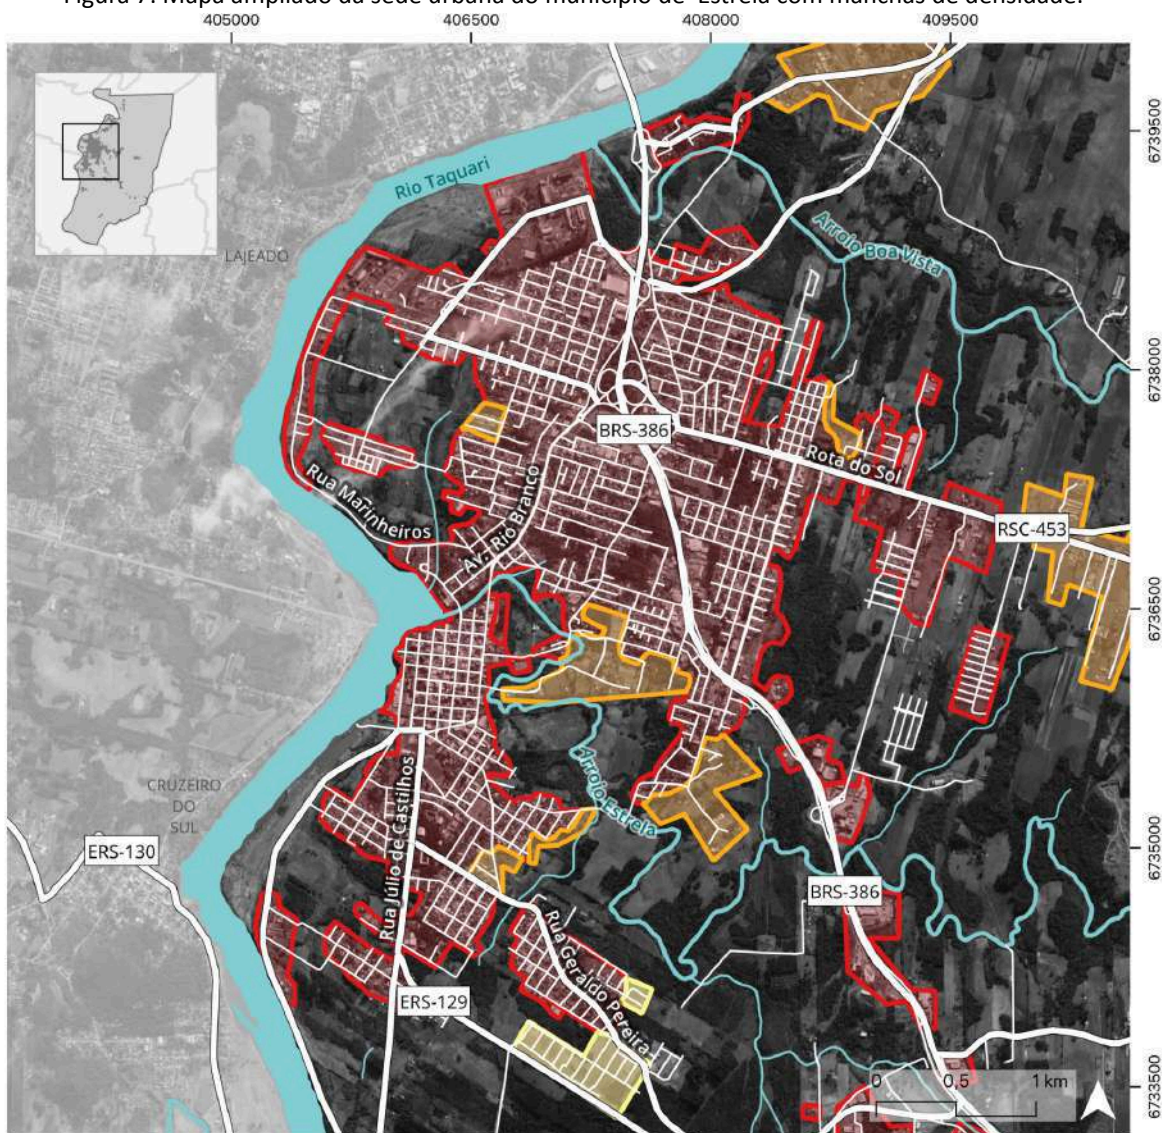 Figura 7: Mapa ampliado da sede urbana do município de Estrela com manchas de densidade.
405000
406500
408000
409500
6739500
Rio Taquari
LAJEADO
Arroio Boa Vista
6738000
BRS-386
Rota do Sol
Rua Marinheiros
Av. Rio Branco
RSC-453
6736500
Arroio Estrela
CRUZEIRO
DO
SUL
Rua Júlio de Castilhos
ERS-130
6735000
BRS-386
Rua Geraldo Pereira
ERS-129
0
0,5
1 km
6733500